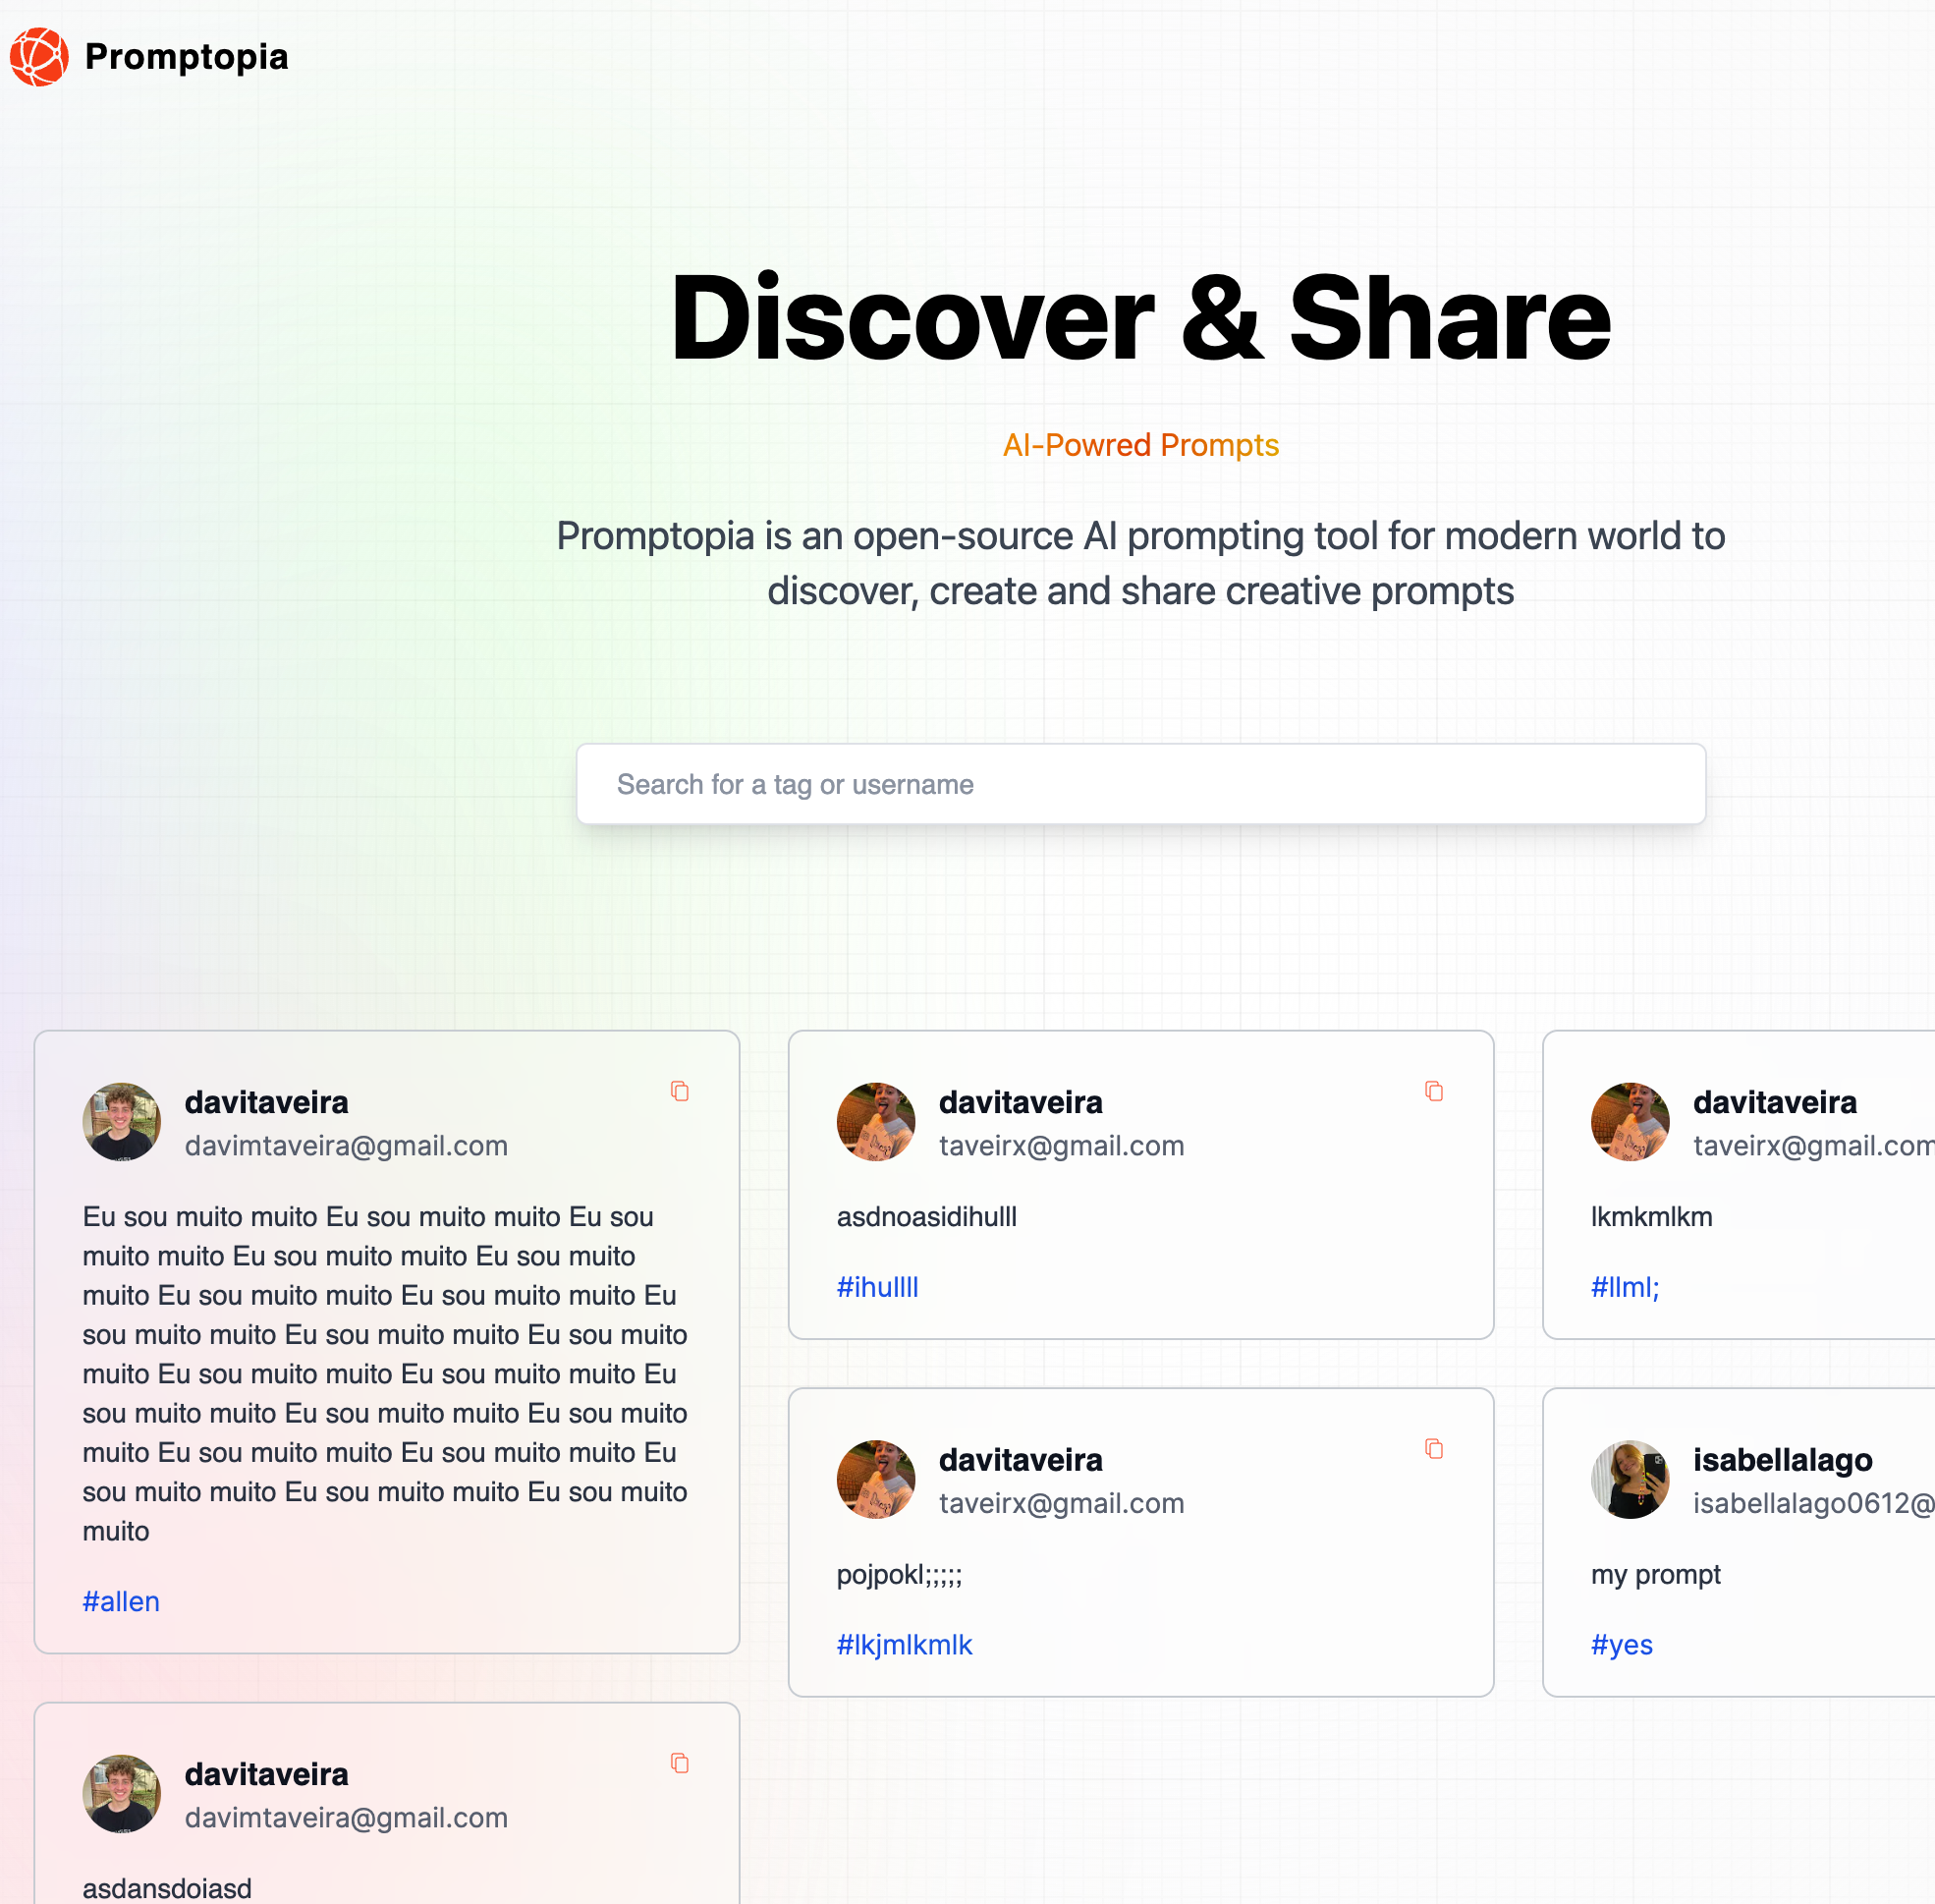 Promptopia
Discover & Share
AI-Powred Prompts
Promptopia is an open-source AI prompting tool for modern world to
discover, create and share creative prompts
Search for a tag or username
davitaveira
davimtaveira@gmail.com
Eu sou muito muito Eu sou muito muito Eu sou
muito muito Eu sou muito muito Eu sou muito
muito Eu sou muito muito Eu sou muito muito Eu
sou muito muito Eu sou muito muito Eu sou muito
muito Eu sou muito muito Eu sou muito muito Eu
sou muito muito Eu sou muito muito Eu sou muito
muito Eu sou muito muito Eu sou muito muito Eu
sou muito muito Eu sou muito muito Eu sou muito
muito
#allen
davitaveira
davimtaveira@gmail.com
asdansdoiasd
davitaveira
taveirx@gmail.com
asdnoasidihulll
#ihullll
davitaveira
taveirx@gmail.com
pojpokl;;;;;
#lkjmlkmlk
davitaveira
taveirx@gmail.com
lkmkmlkm
#llml;
isabellalago
isabellalago0612@
my prompt
#yes